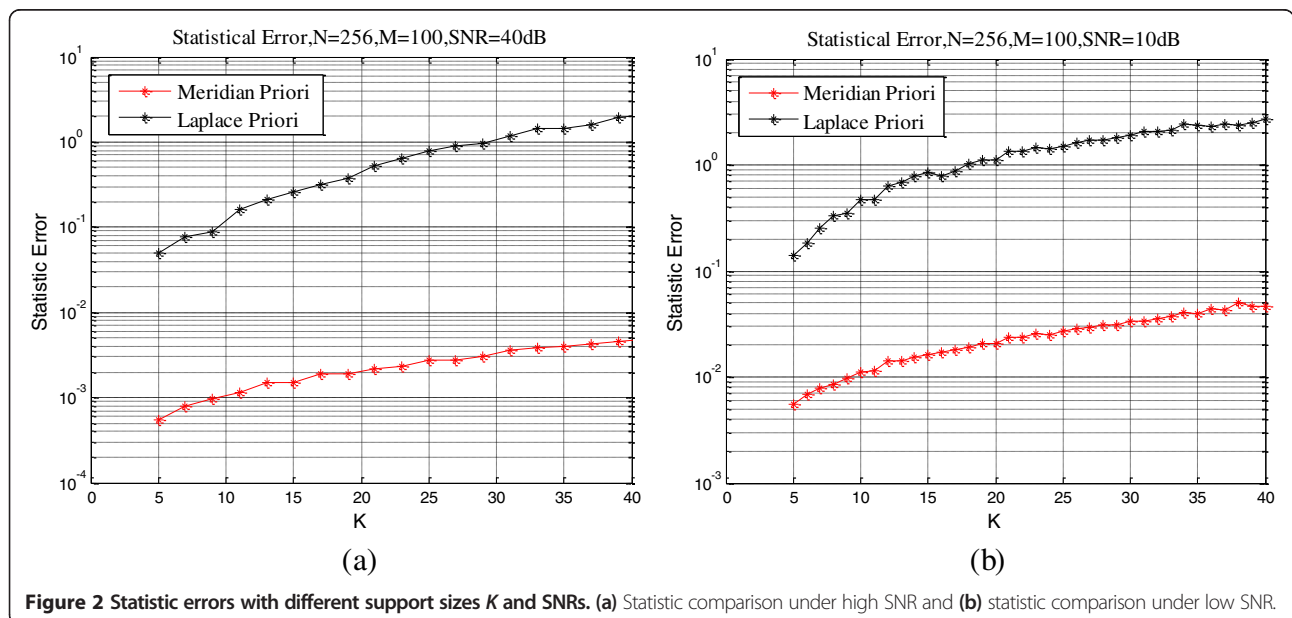 Statistical Error,N=256,M=100,SNR=40dB
Meridian Priori
Laplace Priori
Statistic Error
10^1
10^0
10^-1
10^-2
10^-3
10^-4
0 5 10 15 20 25 30 35 40
K
(a)
Statistical Error,N=256,M=100,SNR=10dB
Meridian Priori
Laplace Priori
Statistic Error
10^1
10^0
10^-1
10^-2
10^-3
0 5 10 15 20 25 30 35 40
K
(b)
Figure 2 Statistic errors with different support sizes K and SNRs. (a) Statistic comparison under high SNR and (b) statistic comparison under low SNR.